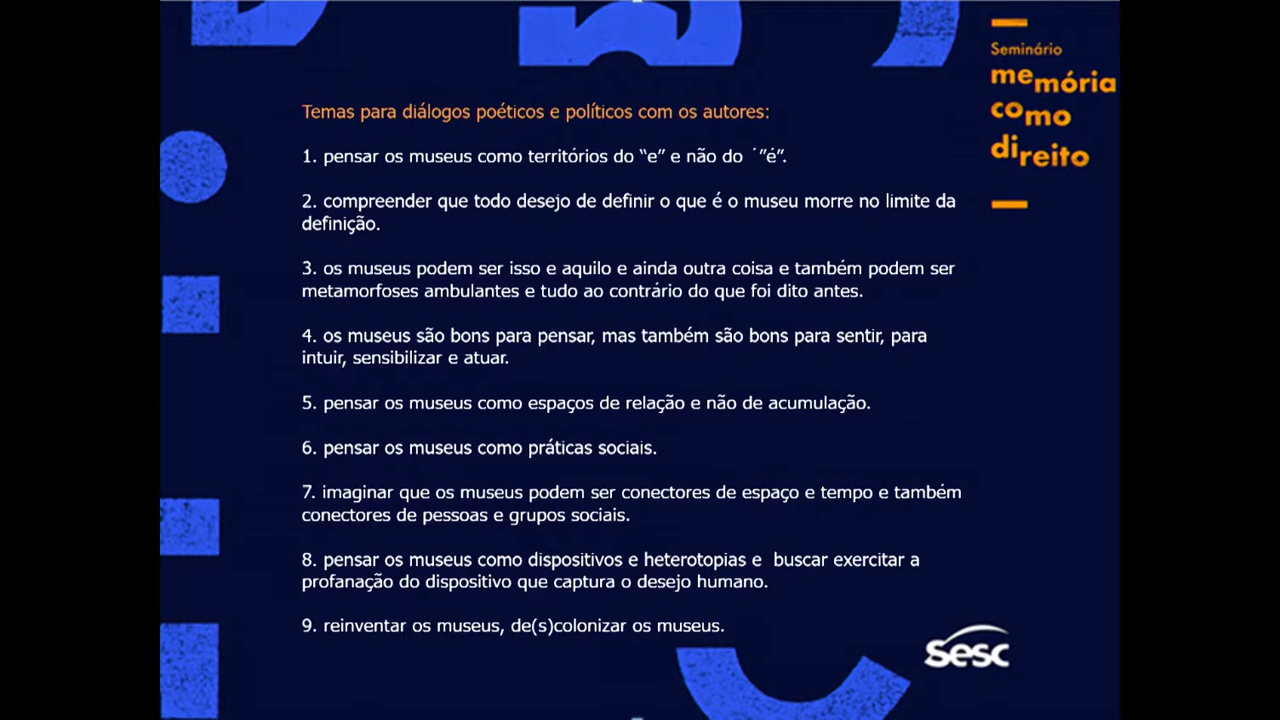 Seminário
memória
como
direito
Temas para diálogos poéticos e políticos com os autores:
1. pensar os museus como territórios do “e” e não do ´”é”.
2. compreender que todo desejo de definir o que é o museu morre no limite da
definição.
3. os museus podem ser isso e aquilo e ainda outra coisa e também podem ser
metamorfoses ambulantes e tudo ao contrário do que foi dito antes.
4. os museus são bons para pensar, mas também são bons para sentir, para
intuir, sensibilizar e atuar.
5. pensar os museus como espaços de relação e não de acumulação.
6. pensar os museus como práticas sociais.
7. imaginar que os museus podem ser conectores de espaço e tempo e também
conectores de pessoas e grupos sociais.
8. pensar os museus como dispositivos e heterotopias e  buscar exercitar a
profanação do dispositivo que captura o desejo humano.
9. reinventar os museus, de(s)colonizar os museus.
sesc